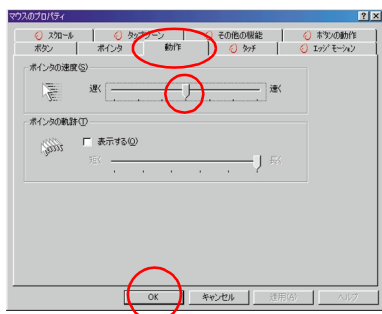 マウスのプロパティ
スクロール タップゾーン その他の機能 ボタンの動作
ボタン ポインタ 動作 タッチ エッジ モーション
ポインタの速度(S)
遅く 速く
ポインタの軌跡(T)
表示する(O)
短く 長く
OK キャンセル 適用(A) ヘルプ